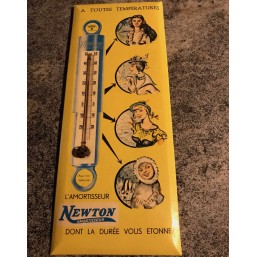 A TOUTES TEMPERATURES
L'AMORTISSEUR
NEWTON
DONT LA DURÉE VOUS ETONNE